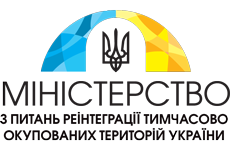 МІНІСТЕРСТВО
З ПИТАНЬ РЕІНТЕГРАЦІЇ ТИМЧАСОВО
ОКУПОВАНИХ ТЕРИТОРІЙ УКРАЇНИ